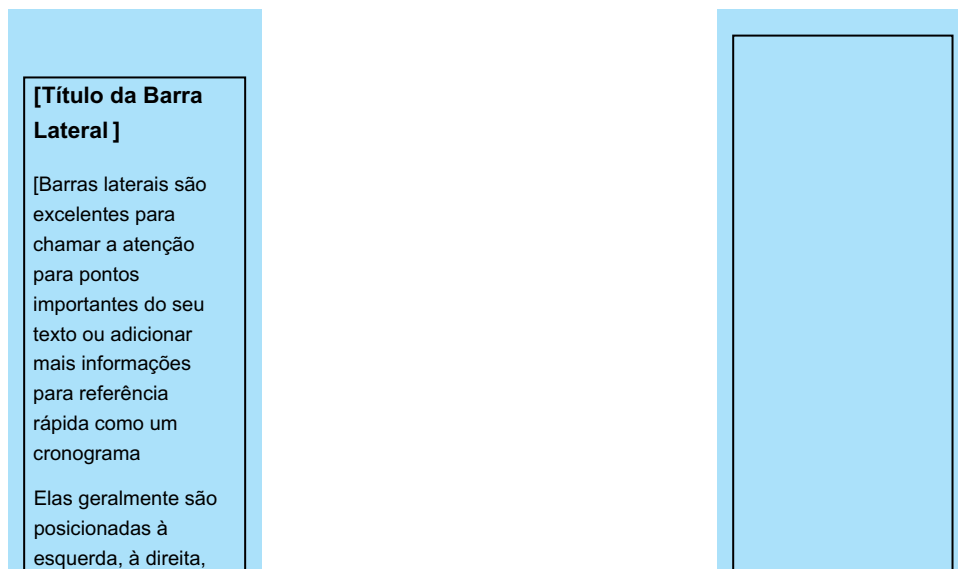 [Título da Barra
Lateral]
[Barras laterais são
excelentes para
chamar a atenção
para pontos
importantes do seu
texto ou adicionar
mais informações
para referência
rápida como um
cronograma
Elas geralmente são
posicionadas à
esquerda, à direita,